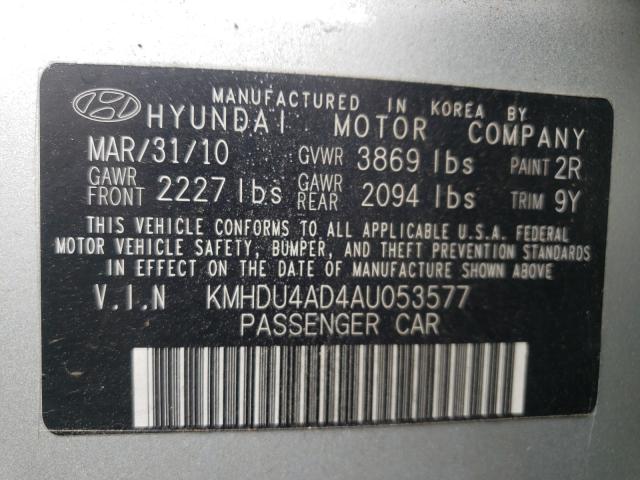 MANUFACTURED IN KOREA BY
HYUNDAI MOTOR COMPANY
MAR/31/10 GVWR 3869 lbs PAINT 2R
GAWR FRONT 2227 lbs GAWR REAR 2094 lbs TRIM 9Y
THIS VEHICLE CONFORMS TO ALL APPLICABLE U.S.A. FEDERAL
MOTOR VEHICLE SAFETY, BUMPER, AND THEFT PREVENTION STANDARDS
IN EFFECT ON THE DATE OF MANUFACTURE SHOWN ABOVE
V.I.N KMHDU4AD4AU053577
PASSENGER CAR